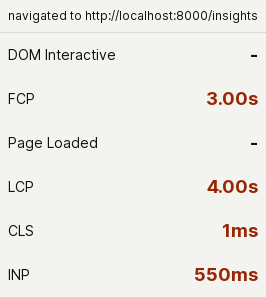 navigated to http://localhost:8000/insights
DOM Interactive -
FCP 3.00s
Page Loaded -
LCP 4.00s
CLS 1ms
INP 550ms